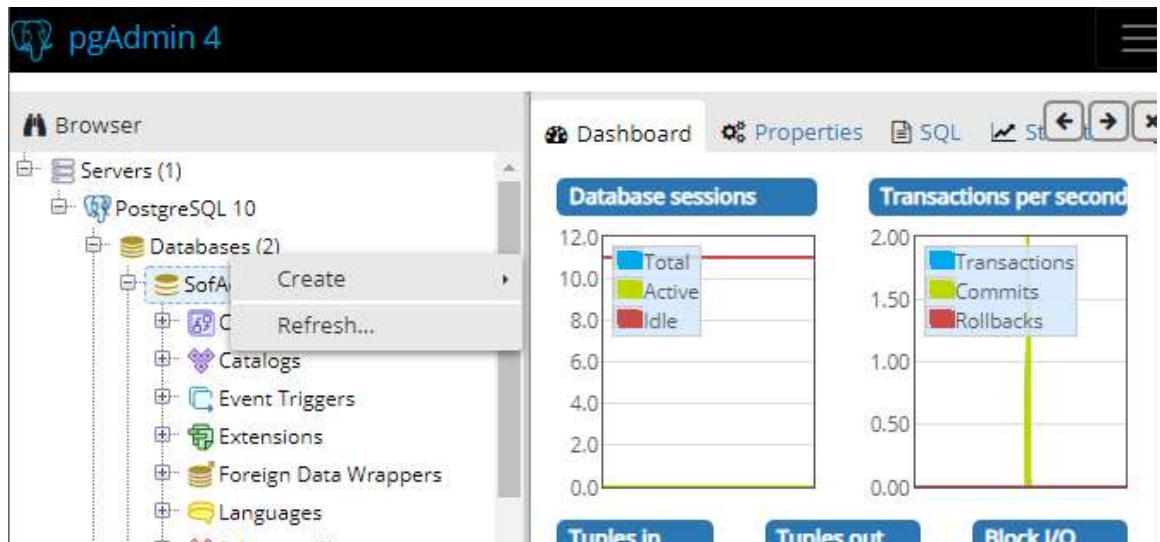 pgAdmin 4
Browser
Servers (1)
PostgreSQL 10
Databases (2)
SofA
Create
Refresh...
C
Catalogs
Event Triggers
Extensions
Foreign Data Wrappers
Languages
Dashboard Properties SQL St
Database sessions
12.0
10.0
8.0
6.0
4.0
2.0
0.0
Total
Active
Idle
Transactions per second
2.00
1.50
1.00
0.50
0.00
Transactions
Commits
Rollbacks
Tuples in
Tuples out
Block I/O